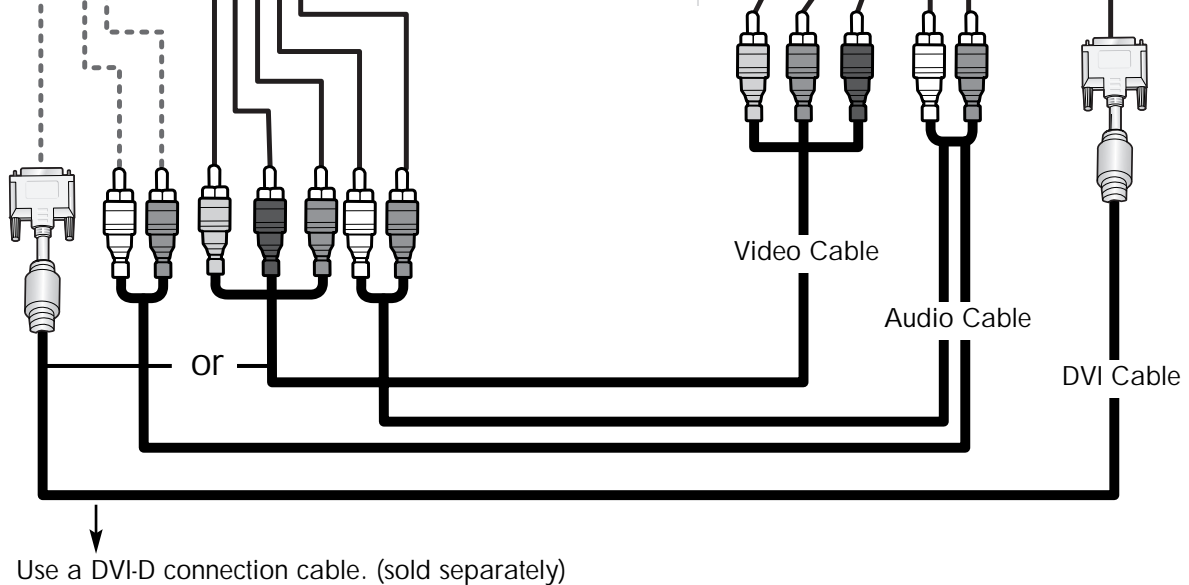 Video Cable
Audio Cable
or
DVI Cable
Use a DVI-D connection cable. (sold separately)